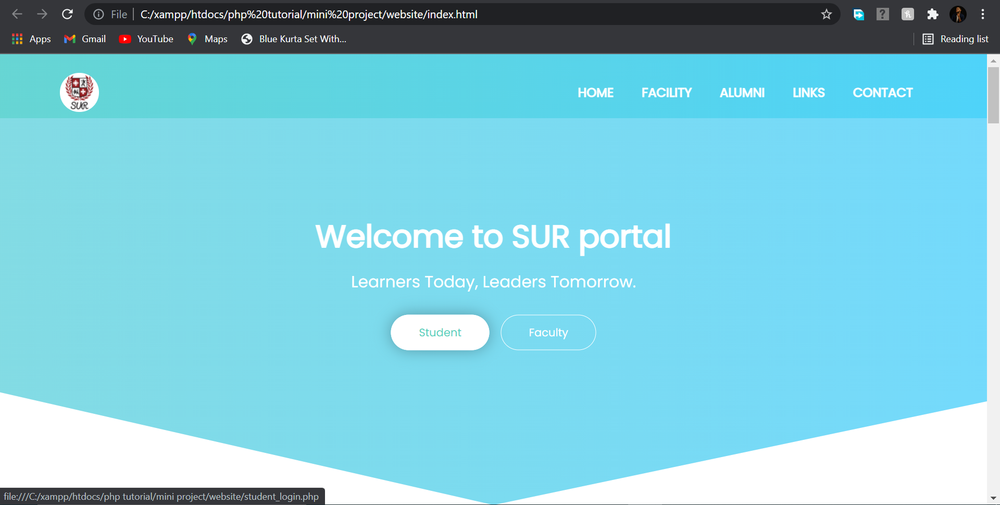 File C:/xampp/htdocs/php%20tutorial/mini%20project/website/index.html
Apps Gmail YouTube Maps Blue Kurta Set With... Reading list
SUR
HOME FACILITY ALUMNI LINKS CONTACT
Welcome to SUR portal
Learners Today, Leaders Tomorrow.
Student Faculty
file:///C:/xampp/htdocs/php tutorial/mini project/website/student_login.php